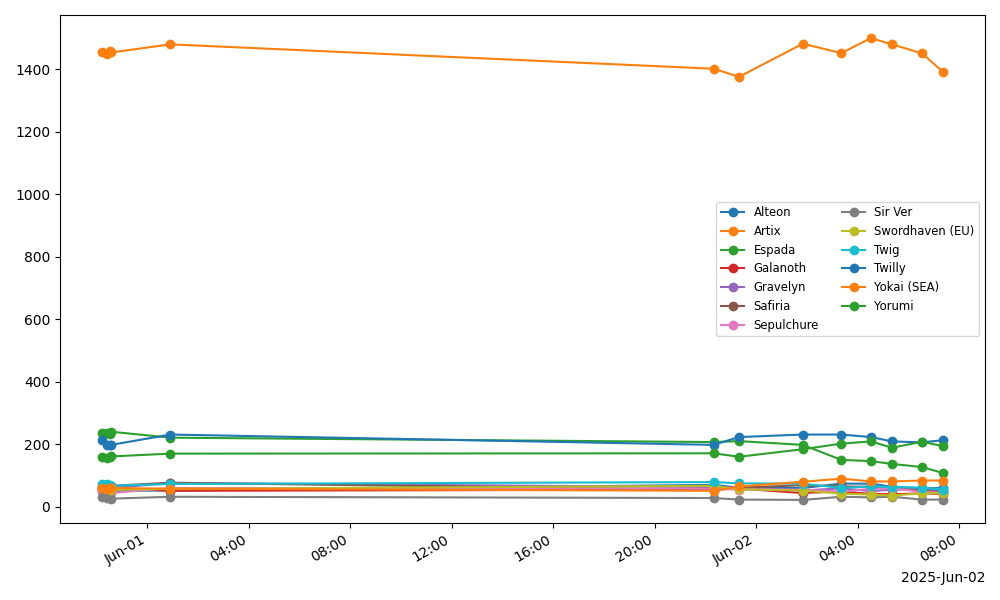 1400
1200
1000
800
600
400
200
0
Alteon
Artix
Espada
Galanoth
Gravelyn
Safiria
Sepulchure
Sir Ver
Swordhaven (EU)
Twig
Twilly
Yokai (SEA)
Yorumi
Jun-01
04:00
08:00
12:00
16:00
20:00
Jun-02
04:00
08:00
2025-Jun-02